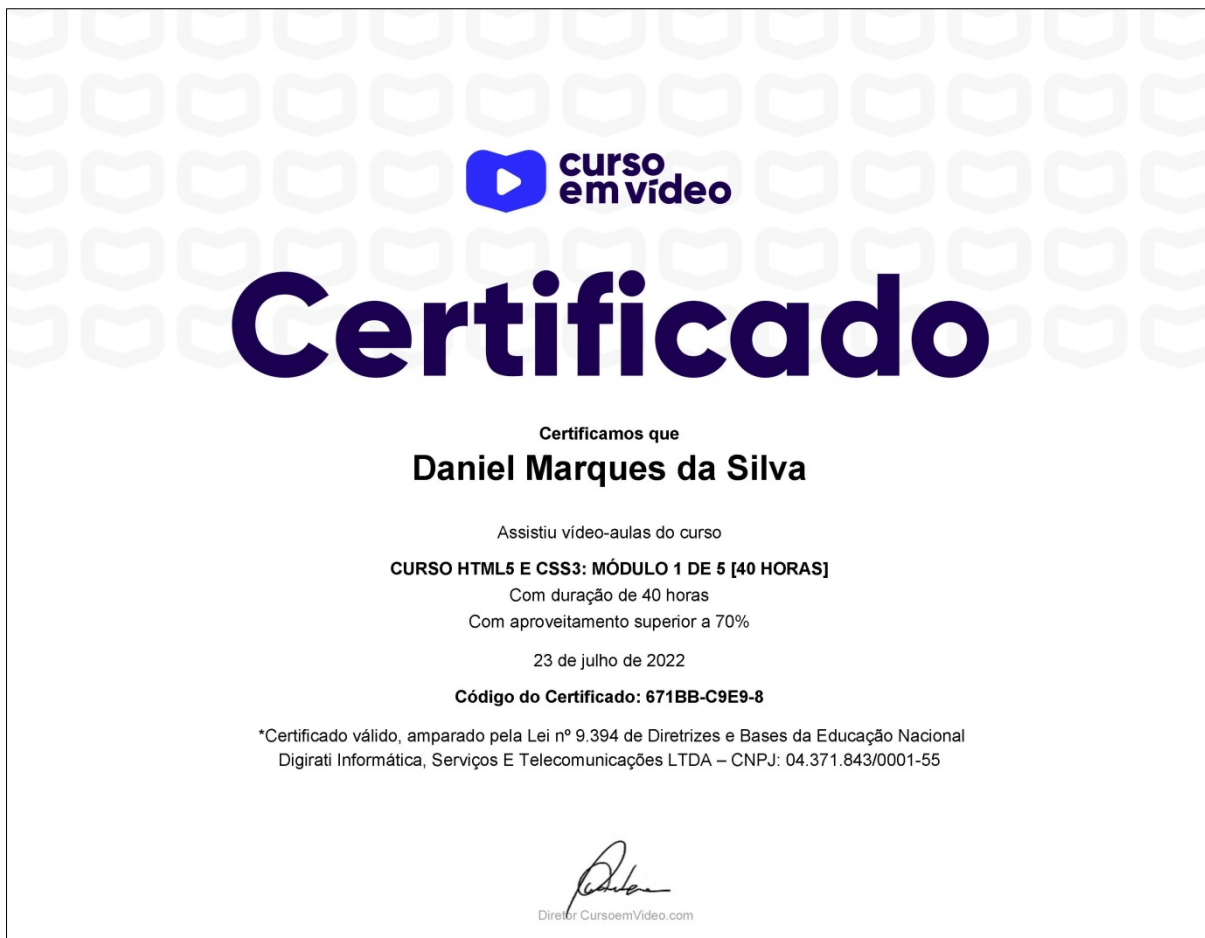 curso
em vídeo
Certificado
Certificamos que
Daniel Marques da Silva
Assistiu vídeo-aulas do curso
CURSO HTML5 E CSS3: MÓDULO 1 DE 5 [40 HORAS]
Com duração de 40 horas
Com aproveitamento superior a 70%
23 de julho de 2022
Código do Certificado: 671BB-C9E9-8
*Certificado válido, amparado pela Lei nº 9.394 de Diretrizes e Bases da Educação Nacional
Digirati Informática, Serviços E Telecomunicações LTDA – CNPJ: 04.371.843/0001-55
Diretor CursoemVideo.com